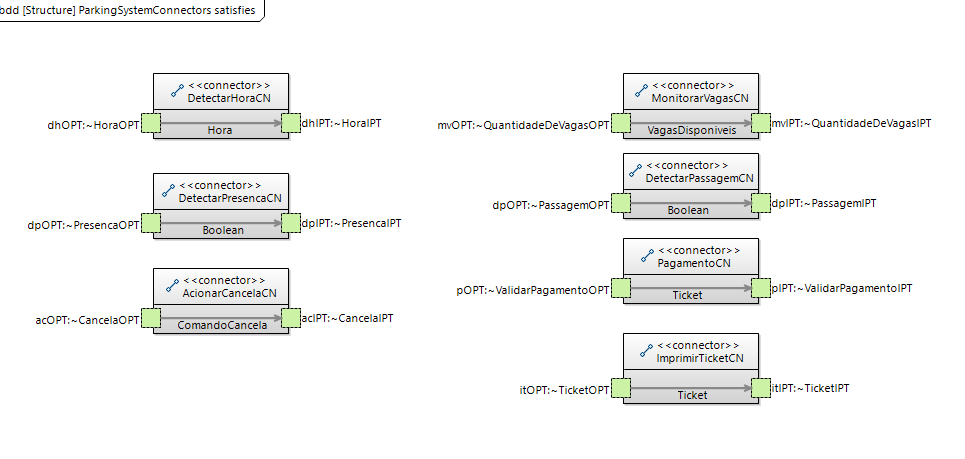 bdd [Structure] ParkingSystemConnectors satisfies
<<connector>>
DetectarHoraCN
dhOPT:~HoraOPT
dhIPT:~HoraIPT
Hora
<<connector>>
MonitorarVagasCN
mvOPT:~QuantidadeDeVagasOPT
mvIPT:~QuantidadeDeVagasIPT
VagasDisponiveis
<<connector>>
DetectarPresencaCN
dpOPT:~PresencaOPT
dpIPT:~PresencaIPT
Boolean
<<connector>>
DetectarPassagemCN
dpOPT:~PassagemOPT
dpIPT:~PassagemIPT
Boolean
<<connector>>
AcionarCancelaCN
acOPT:~CancelaOPT
acIPT:~CancelaIPT
ComandoCancela
<<connector>>
PagamentoCN
pOPT:~ValidarPagamentoOPT
pIPT:~ValidarPagamentoIPT
Ticket
<<connector>>
ImprimirTicketCN
itOPT:~TicketOPT
itIPT:~TicketIPT
Ticket